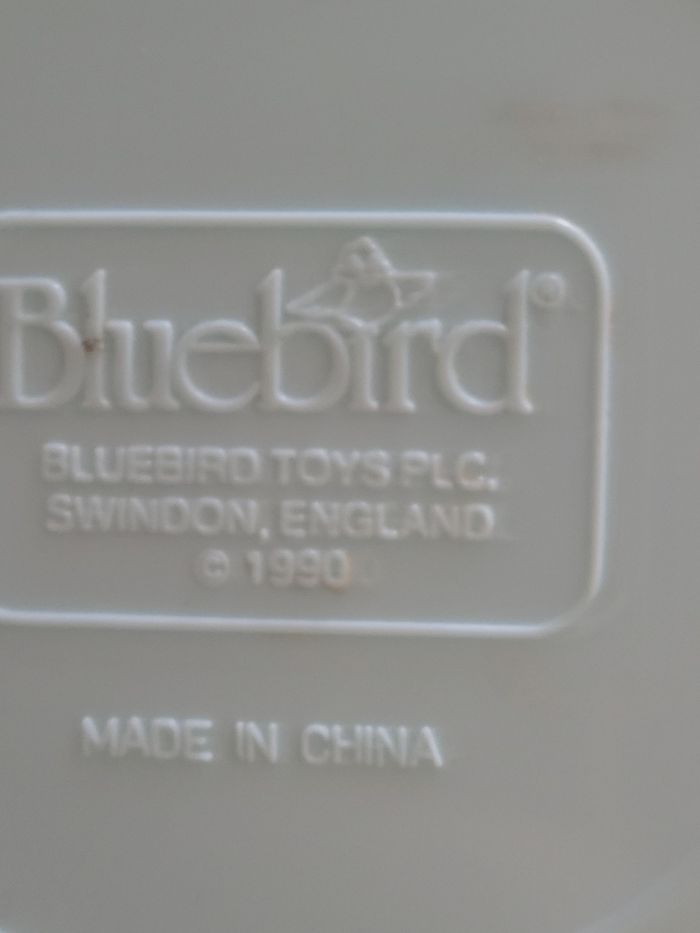 Bluebird®
BLUEBIRD TOYS PLC.
SWINDON, ENGLAND
© 1990
MADE IN CHINA